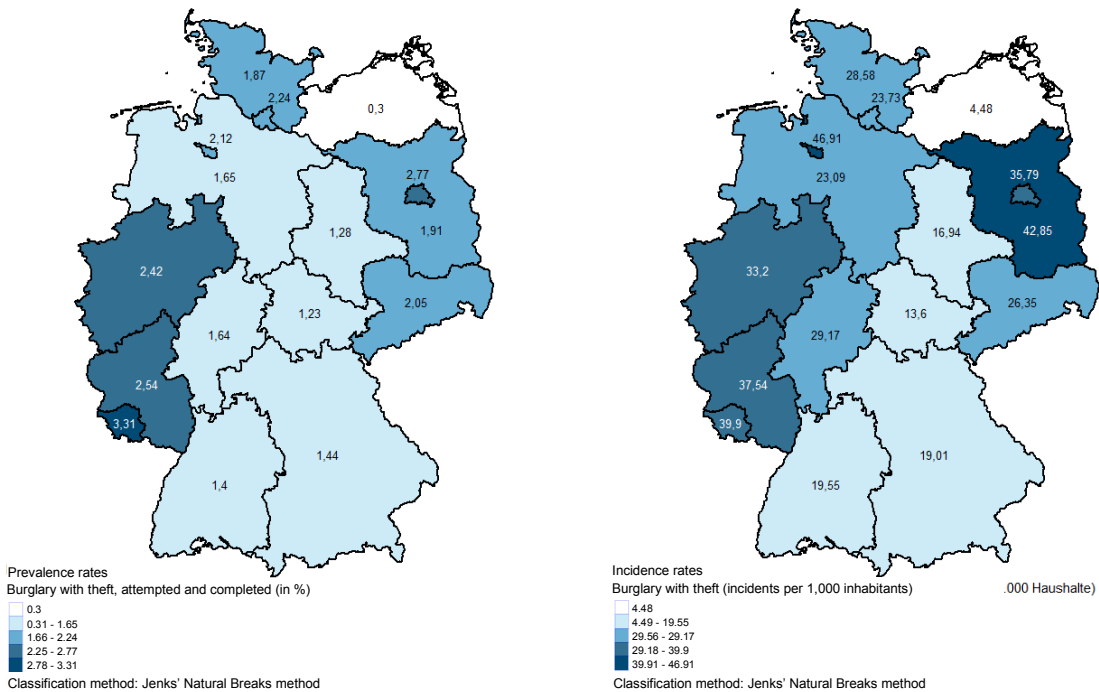 1,87
2,24
0,3
2,12
1,65
2,77
1,91
1,28
2,42
2,05
1,23
1,64
2,54
3,31
1,44
1,4
Prevalence rates
Burglary with theft, attempted and completed (in %)
0.3
0.31 - 1.65
1.66 - 2.24
2.25 - 2.77
2.78 - 3.31
Classification method: Jenks' Natural Breaks method
28,58
23,73
4,48
46,91
23,09
35,79
42,85
16,94
33,2
26,35
13,6
29,17
37,54
39,9
19,01
19,55
Incidence rates
Burglary with theft (incidents per 1,000 inhabitants) .000 Haushalte)
4.48
4.49 - 19.55
29.56 - 29.17
29.18 - 39.9
39.91 - 46.91
Classification method: Jenks' Natural Breaks method